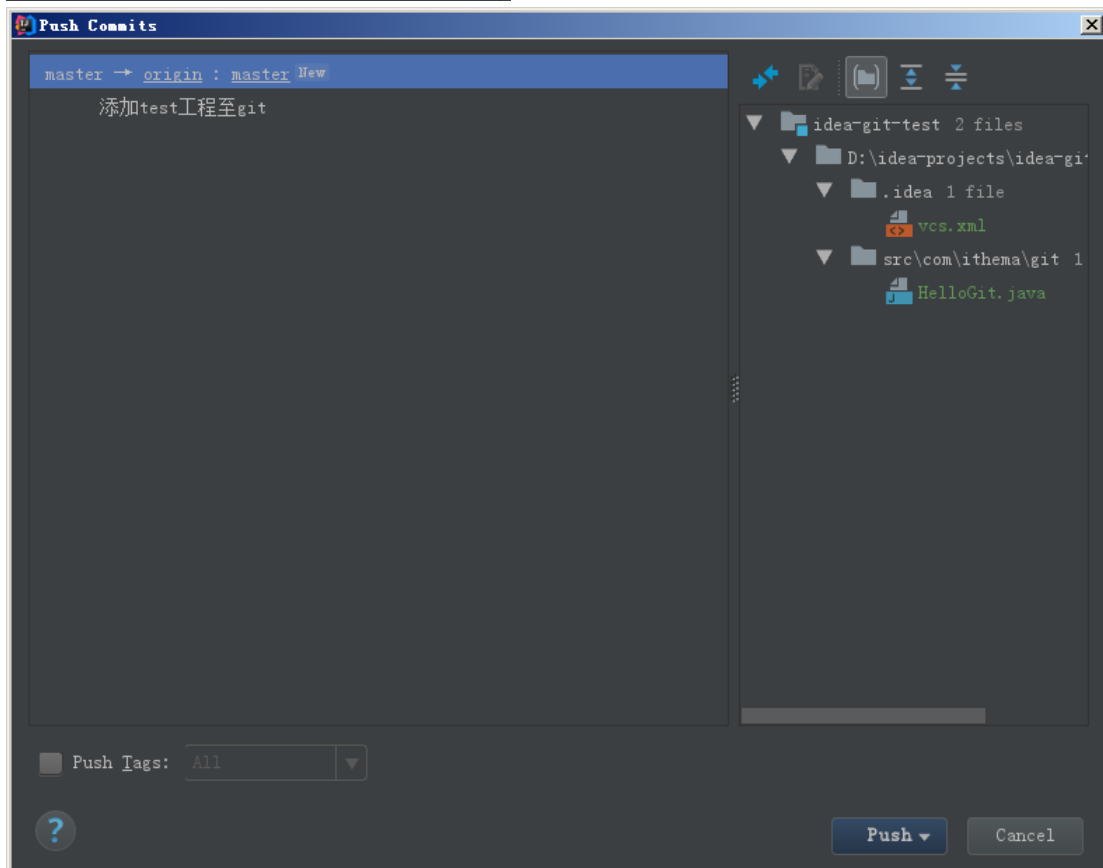 Push Commits
master → origin : master New
添加test工程至git
idea-git-test 2 files
D:\idea-projects\idea-gi
.idea 1 file
vcs.xml
src\com\ithema\git 1
HelloGit.java
Push Tags: All
?
Push
Cancel